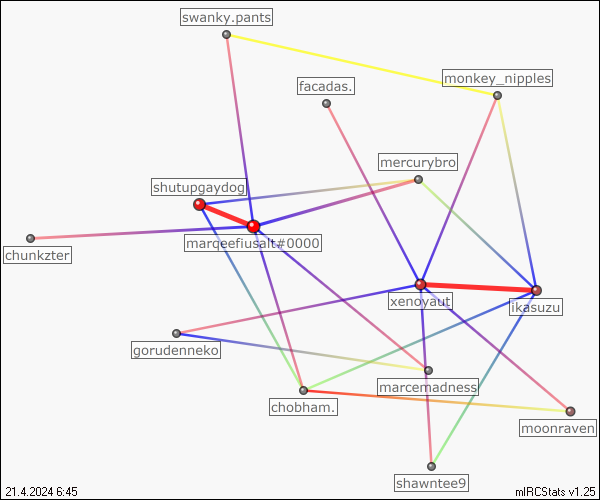 swanky.pants
monkey_nipples
facadas.
mercurybro
shutupgaydog
marqeefiusalt#0000
chunkzter
xenoyaut
ikasuzu
gorudenneko
marcemadness
chobham.
moonraven
shawntee9
21.4.2024 6:45
mIRCStats v1.25